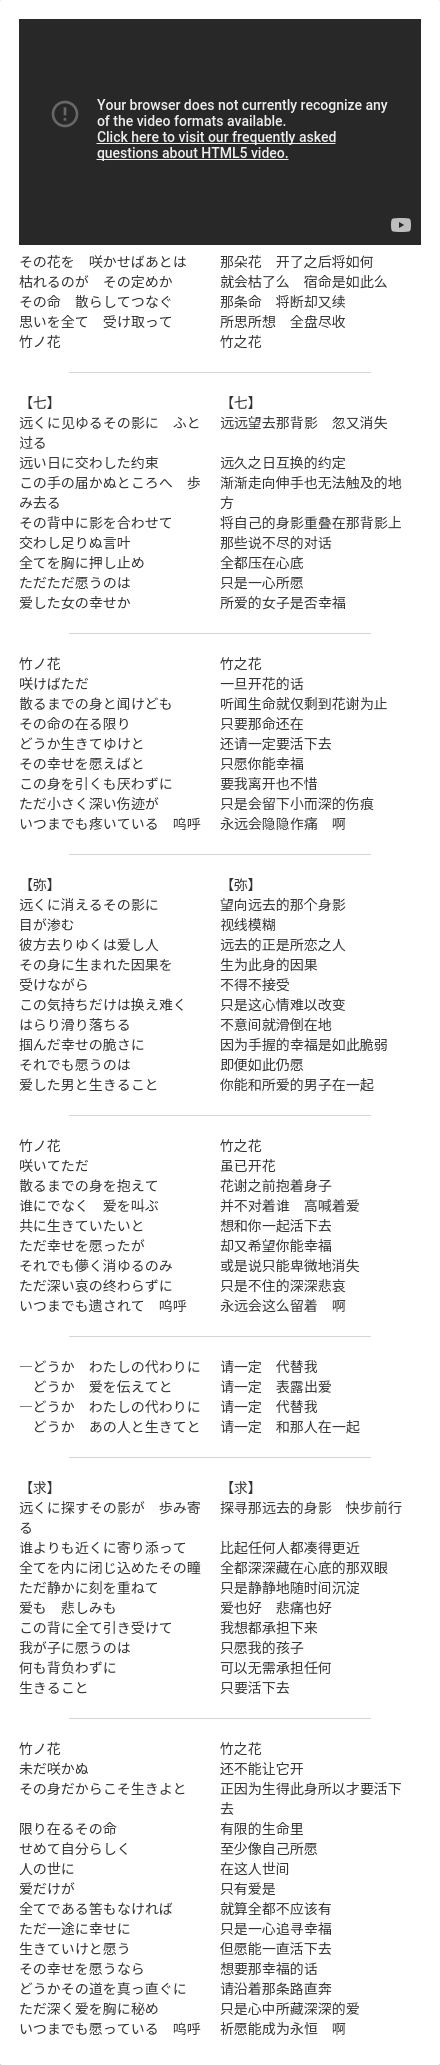 Your browser does not currently recognize any
of the video formats available.
Click here to visit our frequently asked
questions about HTML5 video.
その花を　咲かせばあとは　那朵花　开了之后将如何
枯れるのが　その定めか　就会枯了么　宿命是如此么
その命　散らしてつなぐ　那条命　将断却又续
思いを全て　受け取って　所思所想　全盘尽收
竹ノ花　竹之花
【七】　【七】
远くに见ゆるその影に　ふと　远远望去那背影　忽又消失
过る
远い日に交わした约束　远久之日互换的约定
この手の届かぬところへ　歩　渐渐走向伸手也无法触及的地
み去る　方
その背中に影を合わせて　将自己的身影重叠在那背影上
交わし足りぬ言叶　那些说不尽的对话
全てを胸に押し止め　全都压在心底
ただただ愿うのは　只是一心所愿
爱した女の幸せか　所爱的女子是否幸福
竹ノ花　竹之花
咲けばただ　一旦开花的话
散るまでの身と闻けども　听闻生命就仅剩到花谢为止
その命の在る限り　只要那命还在
どうか生きてゆけと　还请一定要活下去
その幸せを愿えばと　只愿你能幸福
この身を引くも厌わずに　要我离开也不惜
ただ小さく深い伤迹が　只是会留下小而深的伤痕
いつまでも疼いている　呜呼　永远会隐隐作痛　啊
【弥】　【弥】
远くに消えるその影に　望向远去的那个身影
目が渗む　视线模糊
彼方去りゆくは爱し人　远去的正是所恋之人
その身に生まれた因果を　生为此身的因果
受けながら　不得不接受
この気持ちだけは换え难く　只是这心情难以改变
はらり滑り落ちる　不意间就滑倒在地
掴んだ幸せの脆さに　因为手握的幸福是如此脆弱
それでも愿うのは　即便如此仍愿
爱した男と生きること　你能和所爱的男子在一起
竹ノ花　竹之花
咲いてただ　虽已开花
散るまでの身を抱えて　花谢之前抱着身子
谁にでなく　爱を叫ぶ　并不对着谁　高喊着爱
共に生きていたいと　想和你一起活下去
ただ幸せを愿ったが　却又希望你能幸福
それでも儚く消ゆるのみ　或是说只能卑微地消失
ただ深い哀の终わらずに　只是不住的深深悲哀
いつまでも遗されて　呜呼　永远会这么留着　啊
―どうか　わたしの代わりに　请一定　代替我
　どうか　爱を伝えてと　请一定　表露出爱
―どうか　わたしの代わりに　请一定　代替我
　どうか　あの人と生きてと　请一定　和那人在一起
【求】　【求】
远くに探すその影が　歩み寄　探寻那远去的身影　快步前行
る
谁よりも近くに寄り添って　比起任何人都凑得更近
全てを内に闭じ込めたその瞳　全都深深藏在心底的那双眼
ただ静かに刻を重ねて　只是静静地随时间沉淀
爱も　悲しみも　爱也好　悲痛也好
この背に全て引き受けて　我想都承担下来
我が子に愿うのは　只愿我的孩子
何も背负わずに　可以无需承担任何
生きること　只要活下去
竹ノ花　竹之花
未だ咲かぬ　还不能让它开
その身だからこそ生きよと　正因为生得此身所以才要活下
去
限り在るその命　有限的生命里
せめて自分らしく　至少像自己所愿
人の世に　在这人世间
爱だけが　只有爱是
全てである筈もなければ　就算全都不应该有
ただ一途に幸せに　只是一心追寻幸福
生きていけと愿う　但愿能一直活下去
その幸せを愿うなら　想要那幸福的话
どうかその道を真っ直ぐに　请沿着那条路直奔
ただ深く爱を胸に秘め　只是心中所藏深深的爱
いつまでも愿っている　呜呼　祈愿能成为永恒　啊